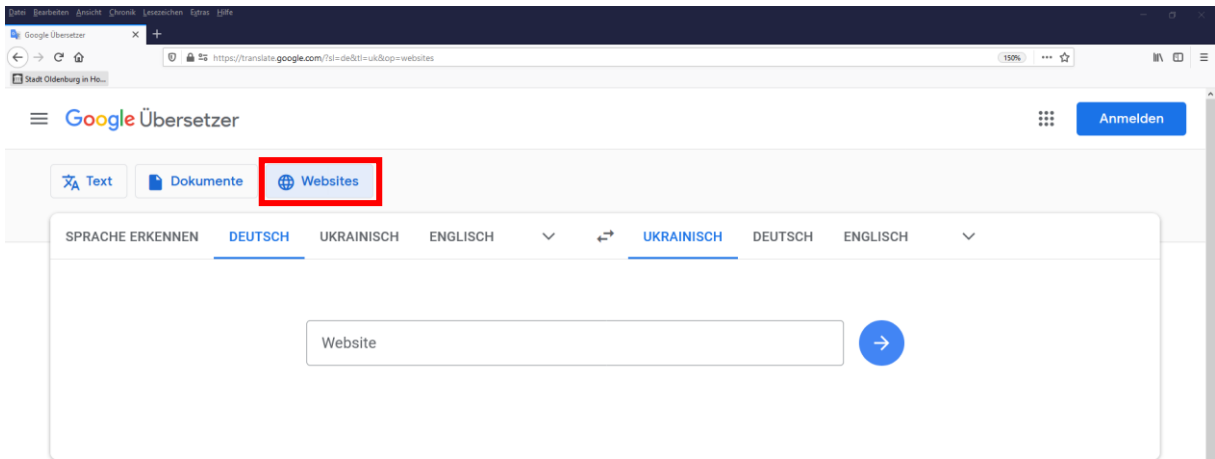 Datei Bearbeiten Ansicht Chronik Lesezeichen Extras Hilfe
Google Übersetzer
https://translate.google.com/?sl=de&tl=uk&op=websites 150%
Stadt Oldenburg in Ho...
Google Übersetzer Anmelden
Text Dokumente Websites
SPRACHE ERKENNEN DEUTSCH UKRAINISCH ENGLISCH UKRAINISCH DEUTSCH ENGLISCH
Website